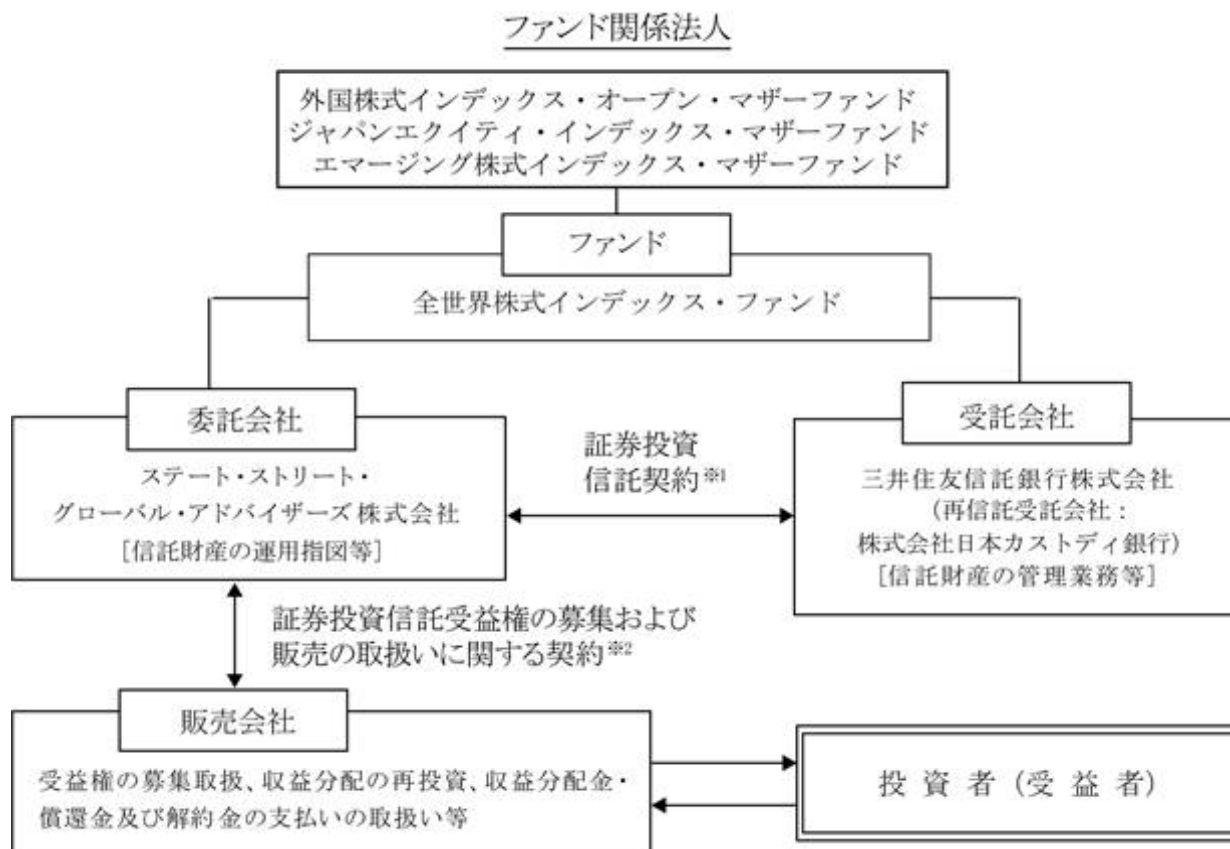 ファンド関係法人
外国株式インデックス・オープン・マザーファンド
ジャパンエクイティ・インデックス・マザーファンド
エマージング株式インデックス・マザーファンド
ファンド
全世界株式インデックス・ファンド
委託会社
ステート・ストリート・
グローバル・アドバイザーズ株式会社
[信託財産の運用指図等]
証券投資
信託契約※1
受託会社
三井住友信託銀行株式会社
(再信託受託会社:
株式会社日本カストディ銀行)
[信託財産の管理業務等]
証券投資信託受益権の募集および
販売の取扱いに関する契約※2
販売会社
受益権の募集取扱、収益分配の再投資、収益分配金・
償還金及び解約金の支払いの取扱い等
投資者(受益者)